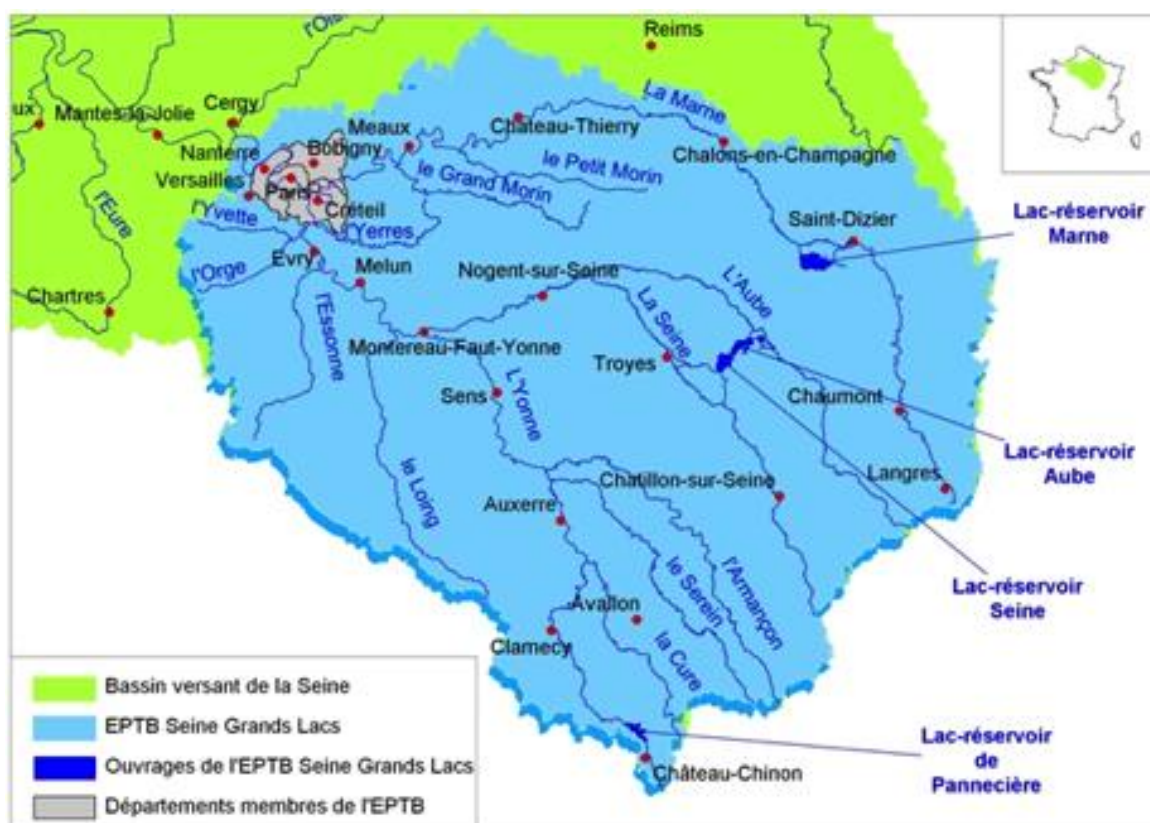 Reims
l'Ois
Cergy
ux
Mantes-la-Jolie
La Marne
Château-Thierry
Meaux
Bobigny
Nanterre
Chalons-en-Champagne
le Petit Morin
le Grand Morin
Versailles
Paris
Créteil
l'Yvette
Yerres
l'Eure
Saint-Dizier
Lac-réservoir
Marne
Evry
l'Orge
Melun
Nogent-sur-Seine
L'Aube
Chartres
l'Essonne
La Seine
Montereau-Faut-Yonne
Troyes
Sens
L'Yonne
Chaumont
Lac-réservoir
Aube
Langres
Chatillon-sur-Seine
le Loing
Auxerre
l'Armançon
le Serein
Lac-réservoir
Seine
Avallon
Clamecy
la Cure
Lac-réservoir
de
Pannecière
Château-Chinon
Bassin versant de la Seine
EPTB Seine Grands Lacs
Ouvrages de l'EPTB Seine Grands Lacs
Départements membres de l'EPTB